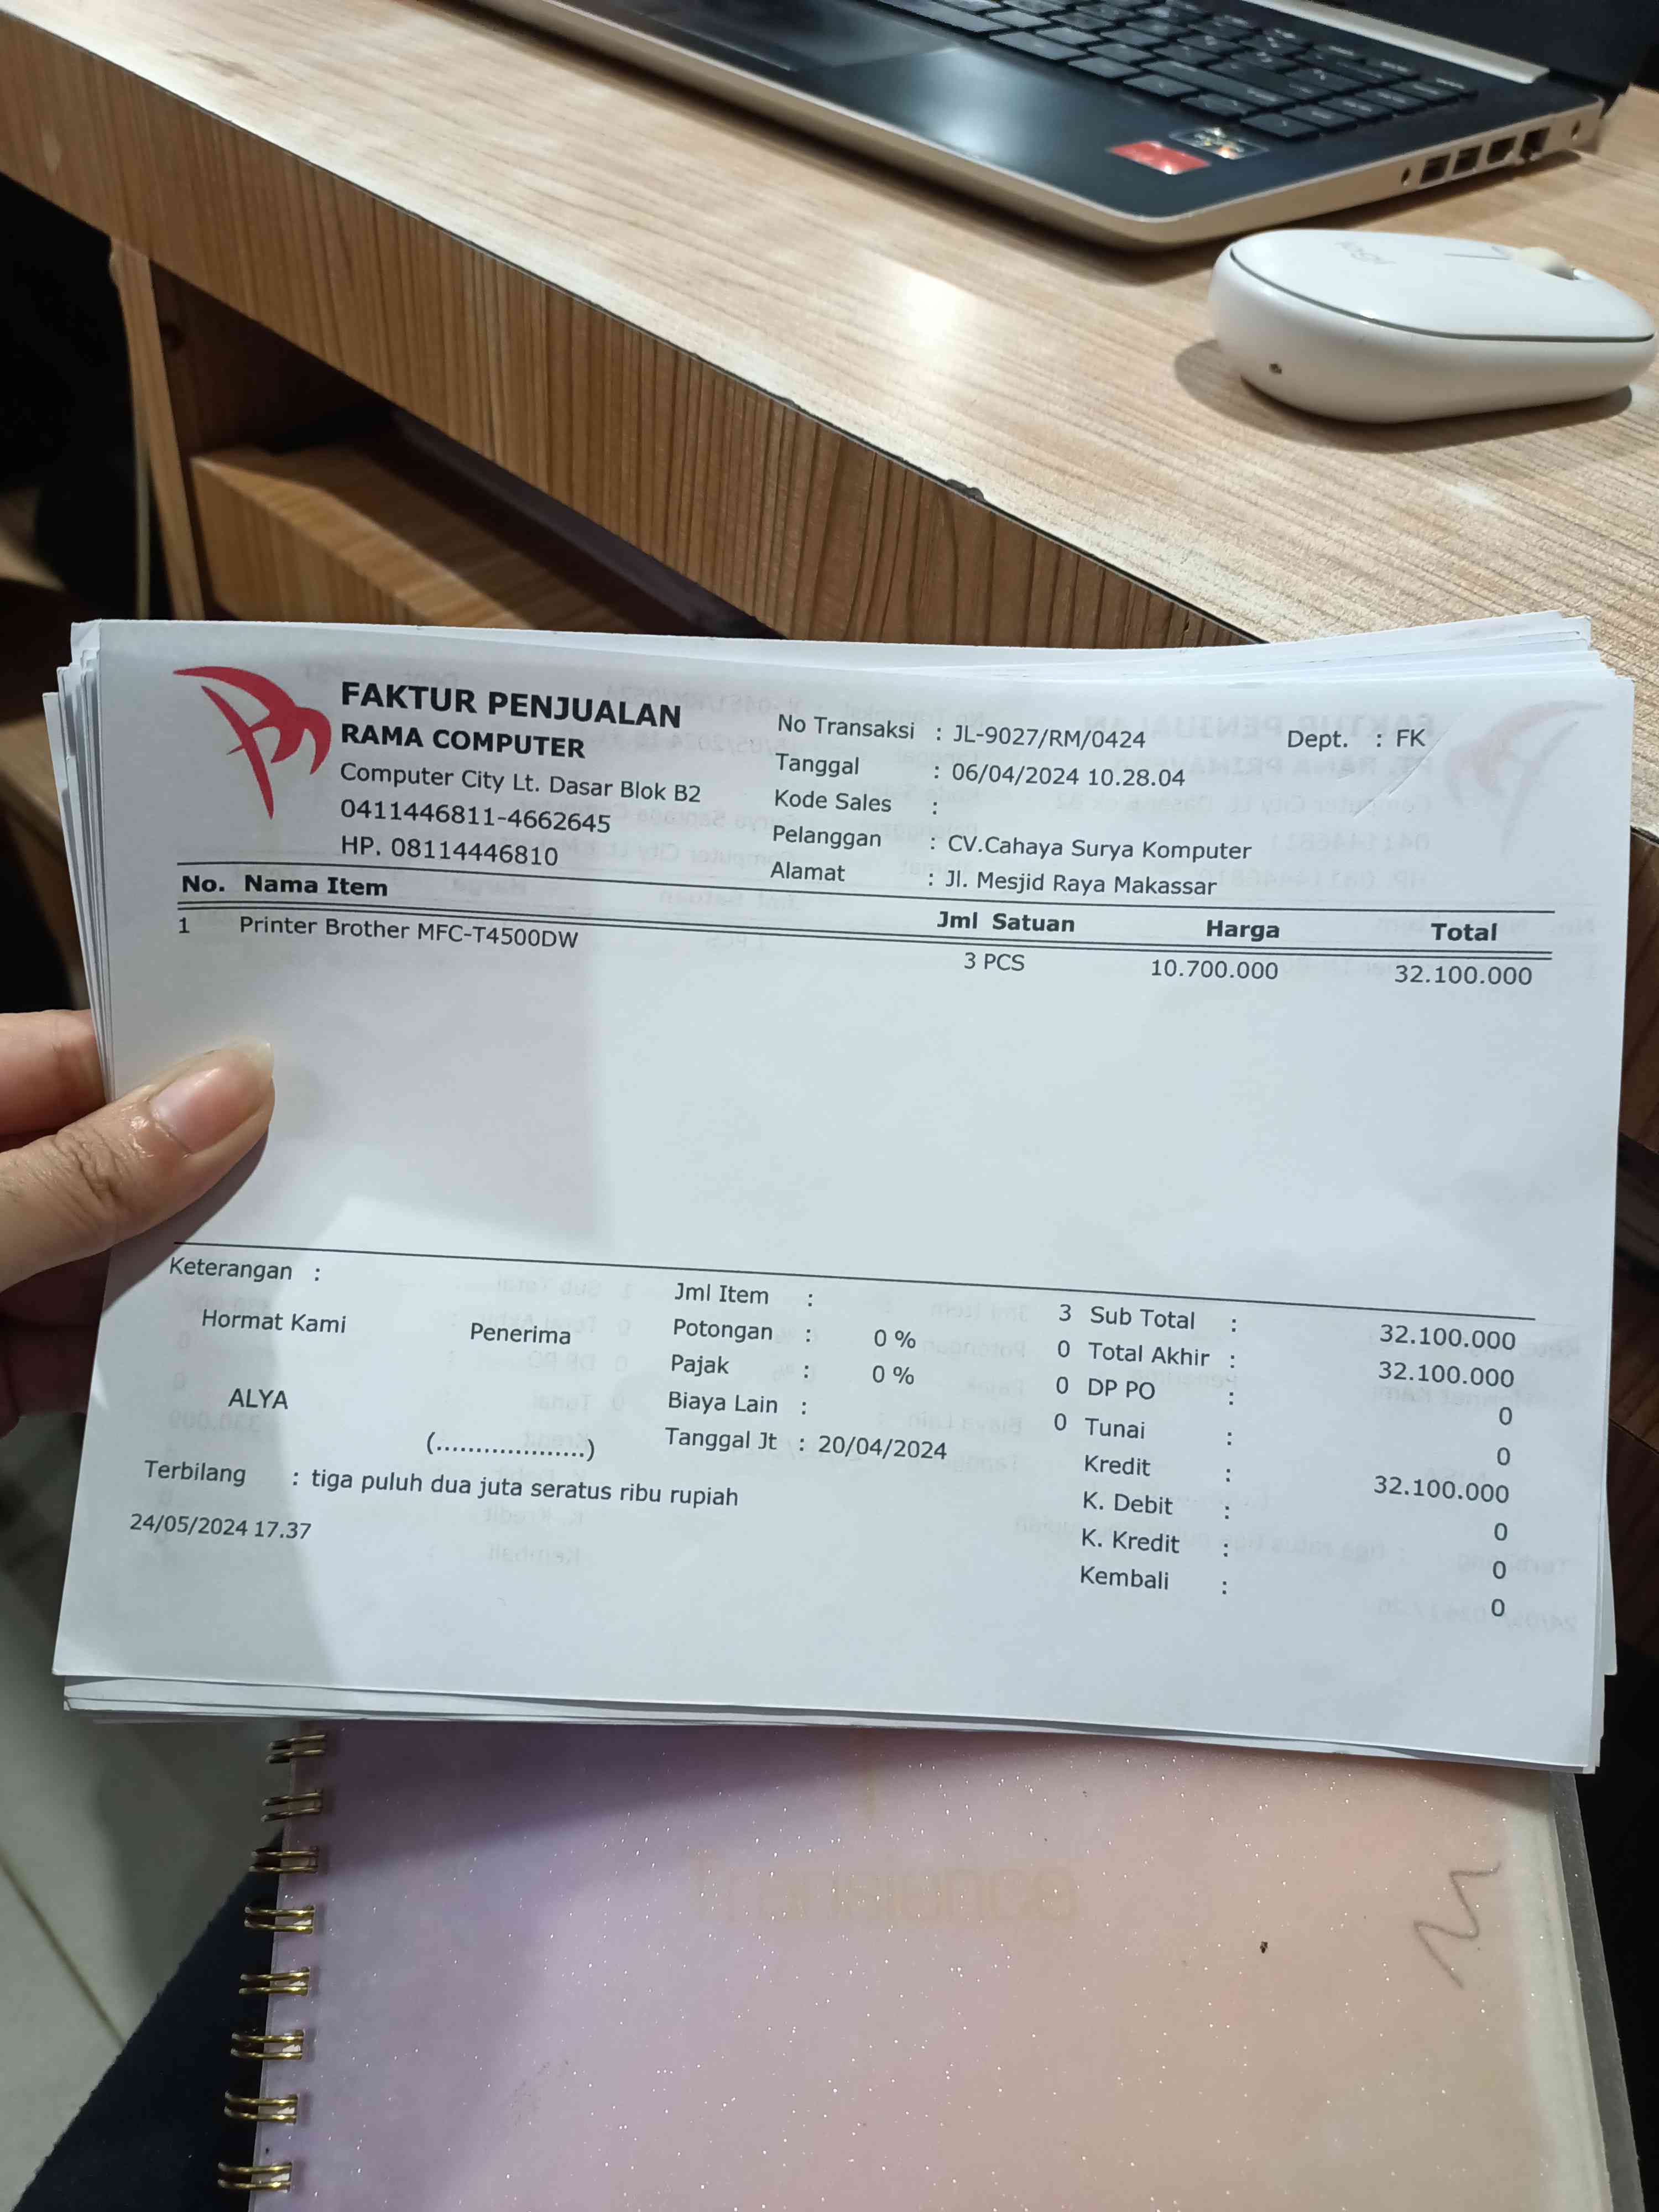 FAKTUR PENJUALAN
RAMA COMPUTER
Computer City Lt. Dasar Blok B2
0411446811-4662645
HP. 08114446810
No Transaksi : JL-9027/RM/0424 Dept. : FK
Tanggal : 06/04/2024 10.28.04
Kode Sales :
Pelanggan : CV.Cahaya Surya Komputer
Alamat : Jl. Mesjid Raya Makassar
No. Nama Item Jml Satuan Harga Total
1 Printer Brother MFC-T4500DW 3 PCS 10.700.000 32.100.000
Keterangan :
Hormat Kami Penerima
ALYA
(...................)
Jml Item : 3
Potongan : 0 % 0
Pajak : 0 % 0
Biaya Lain : 0
Tanggal Jt : 20/04/2024
Sub Total : 32.100.000
Total Akhir : 32.100.000
DP PO : 0
Tunai : 0
Kredit : 32.100.000
K. Debit : 0
K. Kredit : 0
Kembali : 0
Terbilang : tiga puluh dua juta seratus ribu rupiah
24/05/2024 17.37